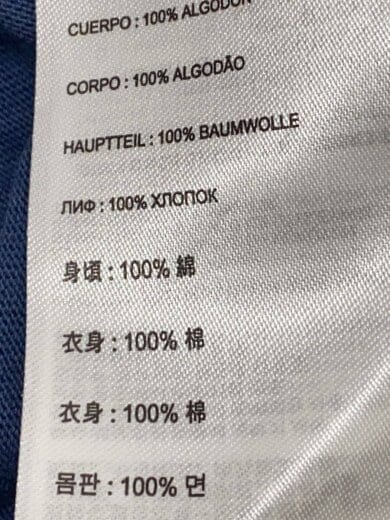 CUERPO : 100% ALGODÓN
CORPO : 100% ALGODÃO
HAUPTTEIL : 100% BAUMWOLLE
ЛИФ : 100% ХЛОПОК
身頃 : 100% 綿
衣身 : 100% 棉
衣身 : 100% 棉
몸판 : 100% 면